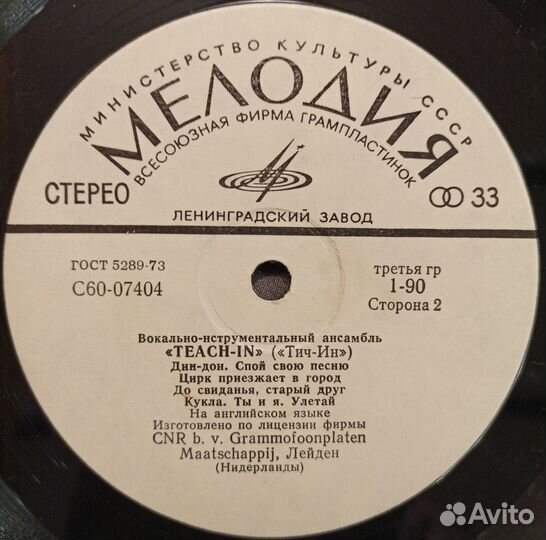 МИНИСТЕРСТВО КУЛЬТУРЫ СССР
МЕЛОДИЯ
ВСЕСОЮЗНАЯ ФИРМА ГРАМПЛАСТИНОК
СТЕРЕО
33
ЛЕНИНГРАДСКИЙ ЗАВОД
ГОСТ 5289-73
третья гр
С60-07404
1-90
Сторона 2
Вокально-нструментальный ансамбль
«TEACH-IN» («Тич-Ин»)
Дин-дон. Спой свою песню
Цирк приезжает в город
До свиданья, старый друг
Кукла. Ты и я. Улетай
На английском языке
Изготовлено по лицензии фирмы
CNR b. v. Grammofoonplaten
Maatschappij, Лейден
(Нидерланды)
Avito